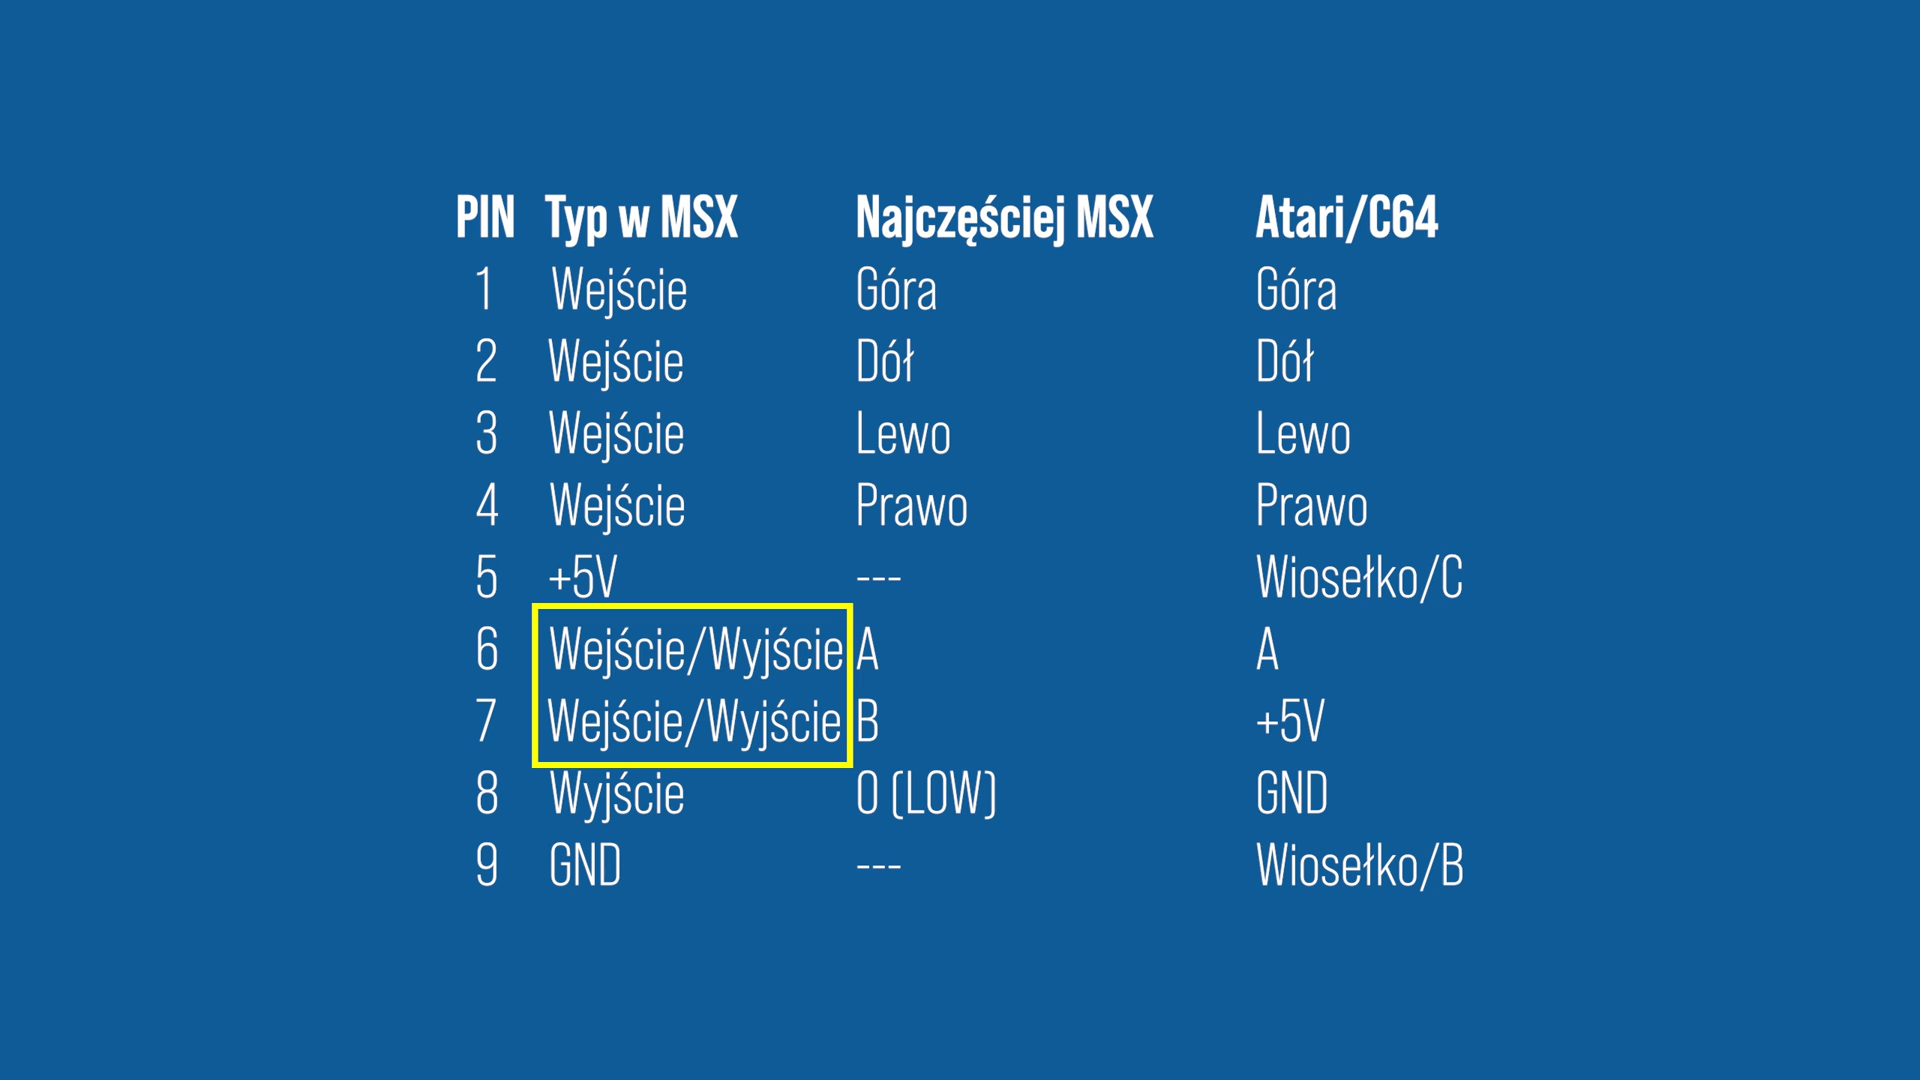 PIN Typ w MSX Najczęściej MSX Atari/C64
1 Wejście Góra Góra
2 Wejście Dół Dół
3 Wejście Lewo Lewo
4 Wejście Prawo Prawo
5 +5V --- Wiosełko/C
6 Wejście/Wyjście A A
7 Wejście/Wyjście B +5V
8 Wyjście 0 (LOW) GND
9 GND --- Wiosełko/B